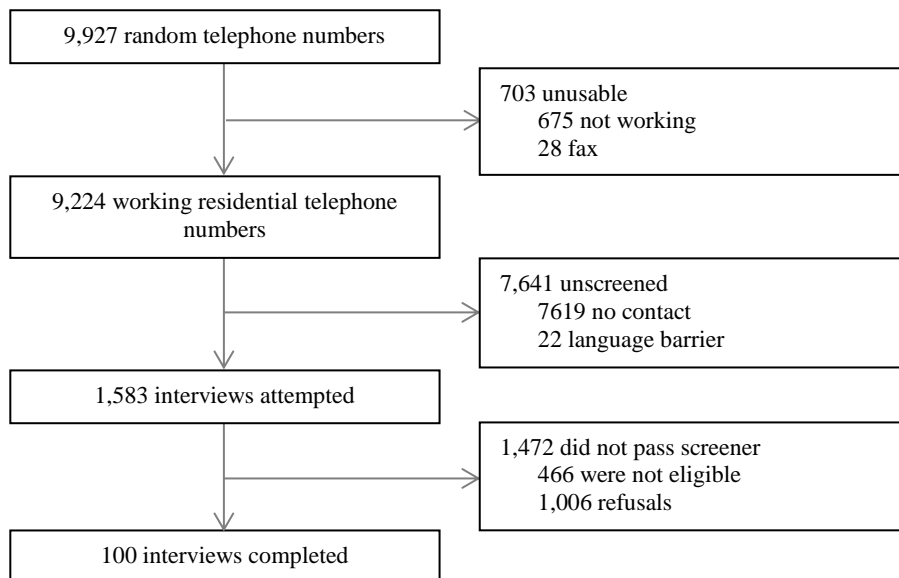 9,927 random telephone numbers
703 unusable
675 not working
28 fax
9,224 working residential telephone
numbers
7,641 unscreened
7619 no contact
22 language barrier
1,583 interviews attempted
1,472 did not pass screener
466 were not eligible
1,006 refusals
100 interviews completed